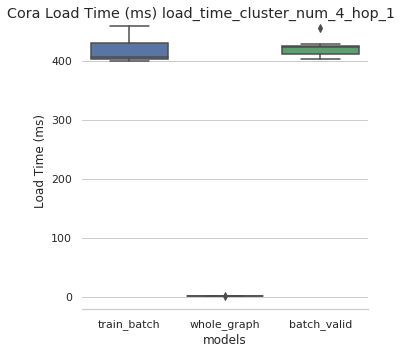 Cora Load Time (ms) load_time_cluster_num_4_hop_1
400
300
200
100
0
Load Time (ms)
train_batch whole_graph batch_valid
models